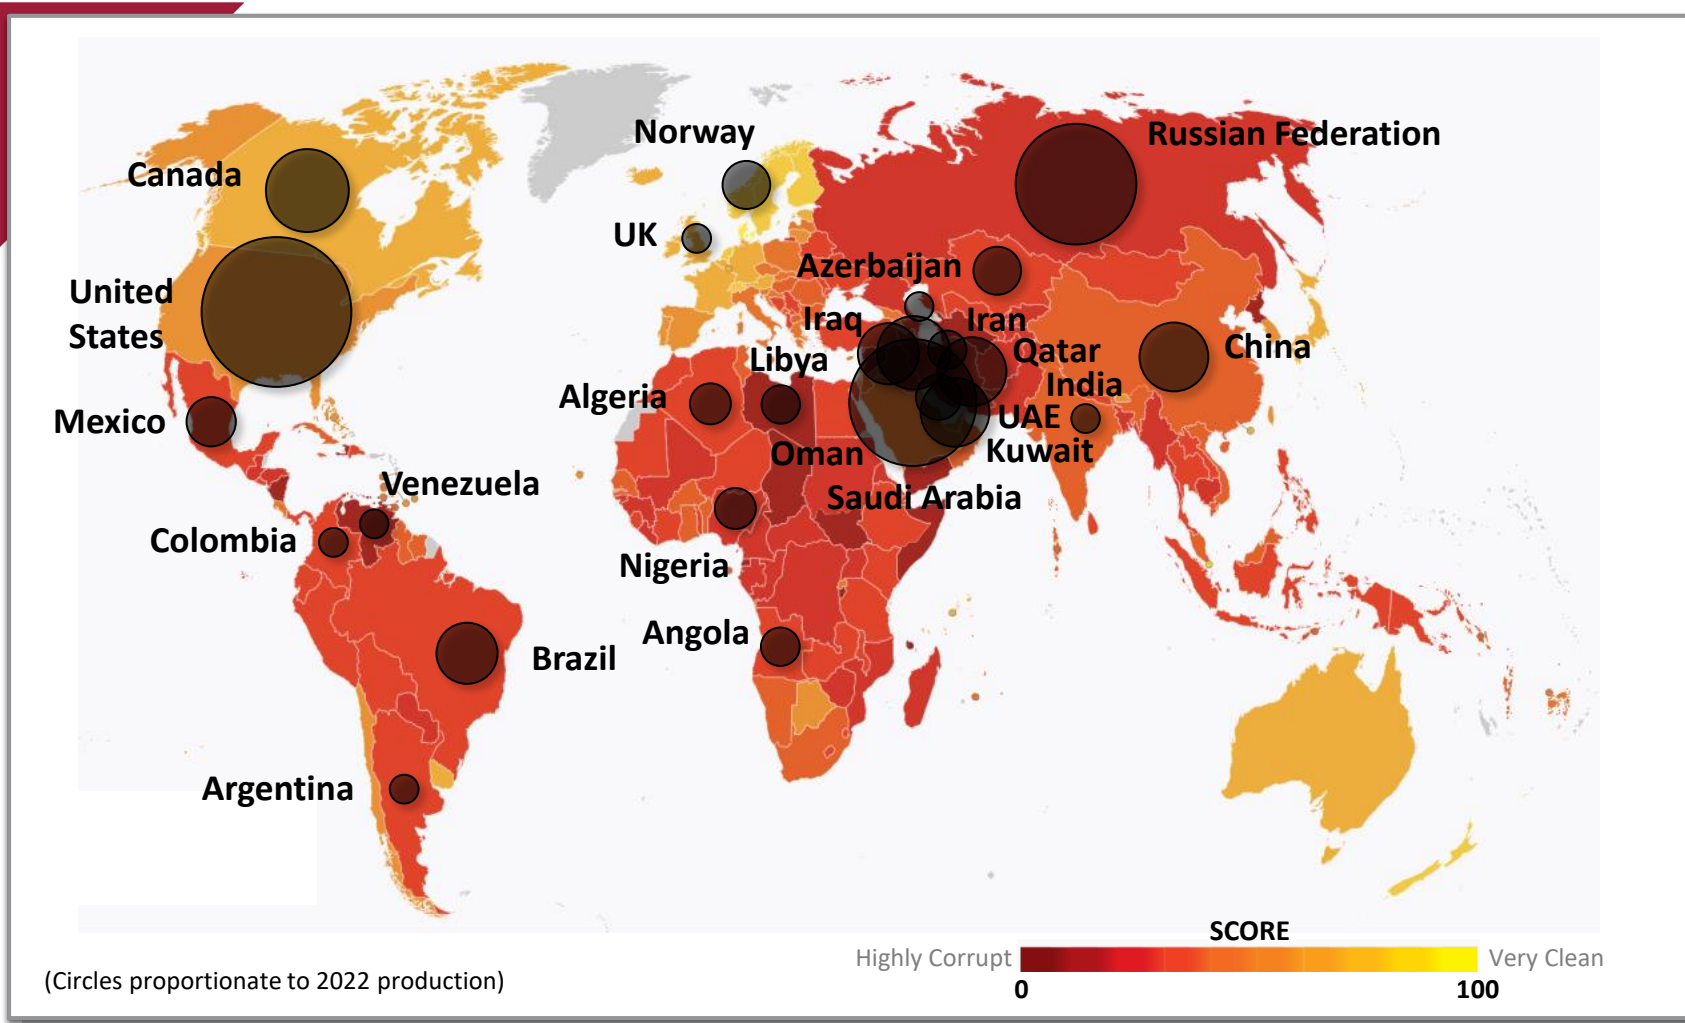 Norway
Russian Federation
Canada
UK
Azerbaijan
United
States
Iraq
Iran
Libya
Qatar
China
India
Algeria
Mexico
UAE
Kuwait
Oman
Venezuela
Saudi Arabia
Colombia
Nigeria
Angola
Brazil
Argentina
SCORE
Highly Corrupt
Very Clean
0
100
(Circles proportionate to 2022 production)